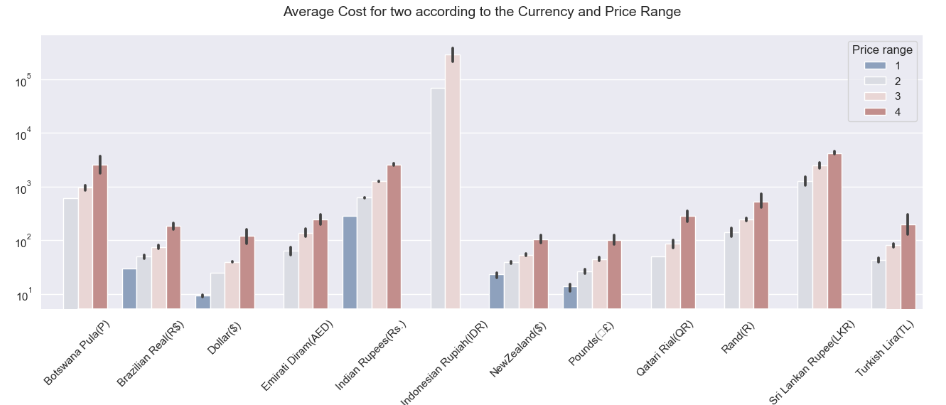 Average Cost for two according to the Currency and Price Range
Price range
1
2
3
4
10^5
10^4
10^3
10^2
10^1
Botswana Pula(P)
Brazilian Real(R$)
Dollar($)
Emirati Diram(AED)
Indian Rupees(Rs.)
Indonesian Rupiah(IDR)
NewZealand($)
Pounds(□£)
Qatari Rial(QR)
Rand(R)
Sri Lankan Rupee(LKR)
Turkish Lira(TL)